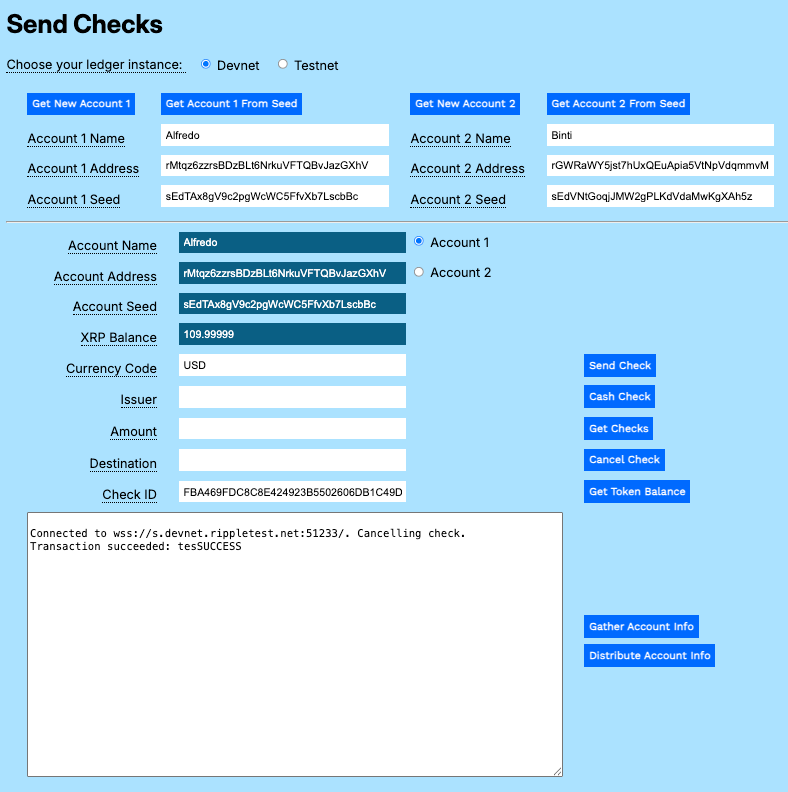 Send Checks
Choose your ledger instance: Devnet Testnet
Get New Account 1 Get Account 1 From Seed Get New Account 2 Get Account 2 From Seed
Account 1 Name Alfredo Account 2 Name Binti
Account 1 Address rMtqz6zzrsBDzBLt6NrkuVFTQBvJazGXhV Account 2 Address rGWRaWY5jst7hUxQEuApia5VtNpVdqmmvM
Account 1 Seed sEdTAx8gV9c2pgWcWC5FfvXb7LscbBc Account 2 Seed sEdVNtGoqjJMW2gPLKdVdaMwKgXAh5z
Account Name Alfredo Account 1
Account Address rMtqz6zzrsBDzBLt6NrkuVFTQBvJazGXhV Account 2
Account Seed sEdTAx8gV9c2pgWcWC5FfvXb7LscbBc
XRP Balance 109.99999
Currency Code USD Send Check
Issuer Cash Check
Amount Get Checks
Destination Cancel Check
Check ID FBA469FDC8C8E424923B5502606DB1C49D Get Token Balance
Connected to wss://s.devnet.rippletest.net:51233/. Cancelling check.
Transaction succeeded: tesSUCCESS
Gather Account Info
Distribute Account Info